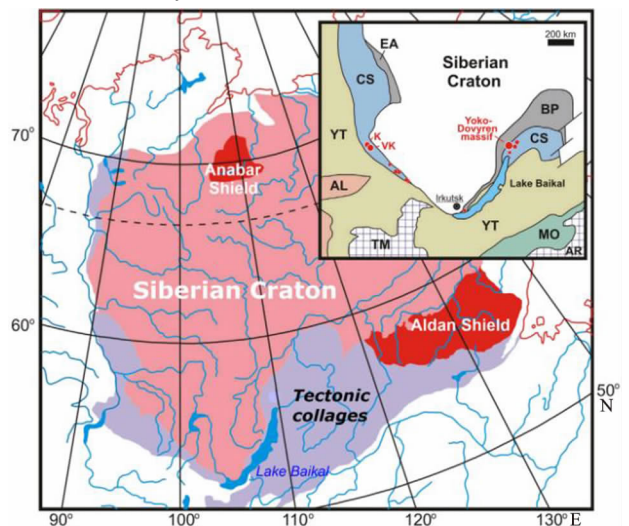 200 km
EA
Siberian
Craton
CS
BP
Yoko-
Dovyren
massif
CS
YT
K
VK
AL
Lake Baikal
Irkutsk
YT
TM
MO
AR
70°
Anabar
Shield
Siberian Craton
60°
Aldan Shield
Tectonic
collages
50°
N
Lake Baikal
90°
100°
110°
120°
130°E